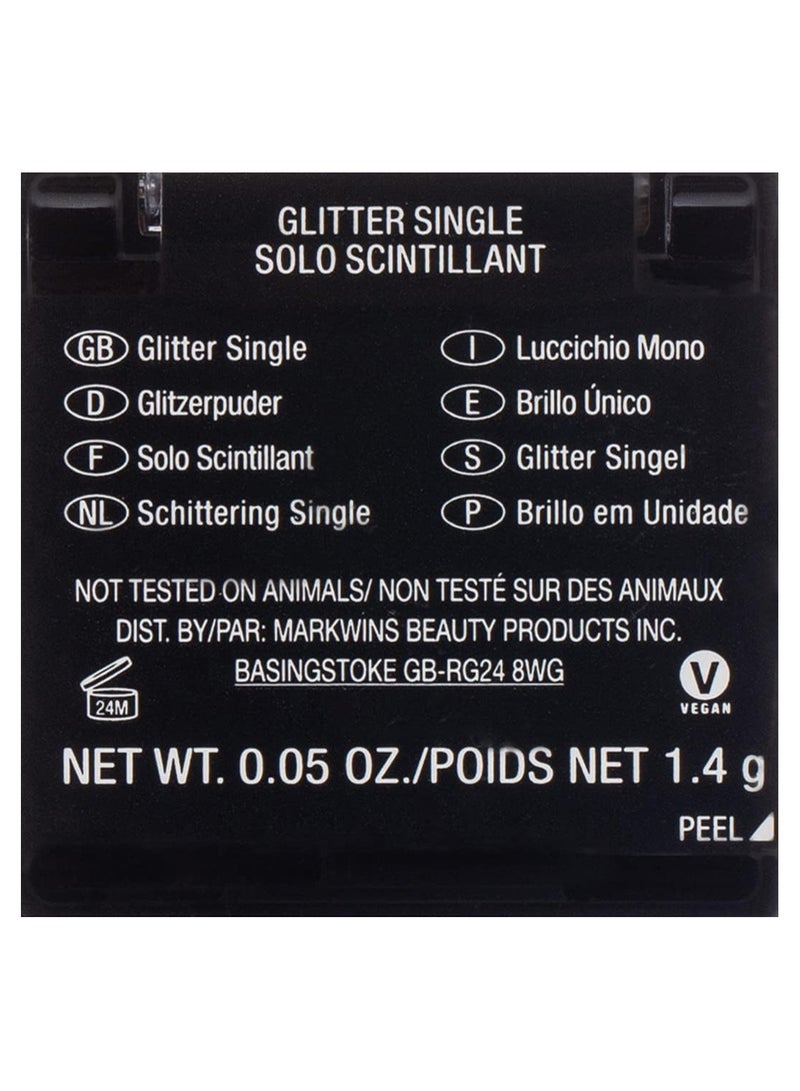 GLITTER SINGLE
SOLO SCINTILLANT
GB Glitter Single
D Glitzerpuder
F Solo Scintillant
NL Schittering Single
I Luccichio Mono
E Brillo Único
S Glitter Singel
P Brillo em Unidade
NOT TESTED ON ANIMALS/ NON TESTÉ SUR DES ANIMAUX
DIST. BY/PAR: MARKWINS BEAUTY PRODUCTS INC.
BASINGSTOKE GB-RG24 8WG
24M
V
VEGAN
NET WT. 0.05 OZ./POIDS NET 1.4 g
PEEL